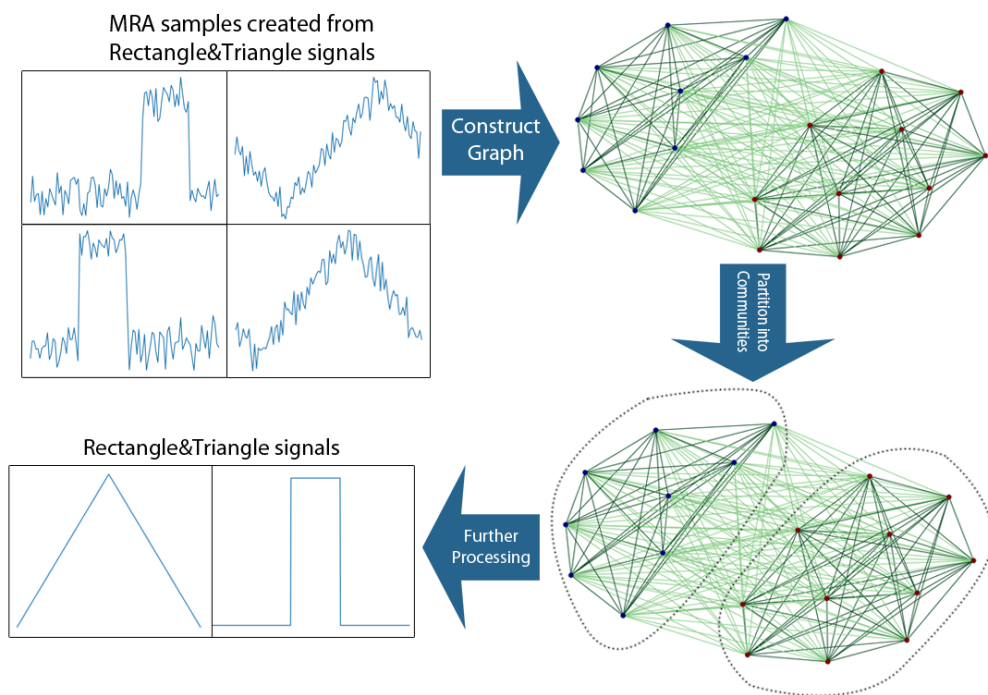 MRA samples created from
Rectangle&Triangle signals
Construct
Graph
Partition into
Communities
Further
Processing
Rectangle&Triangle signals